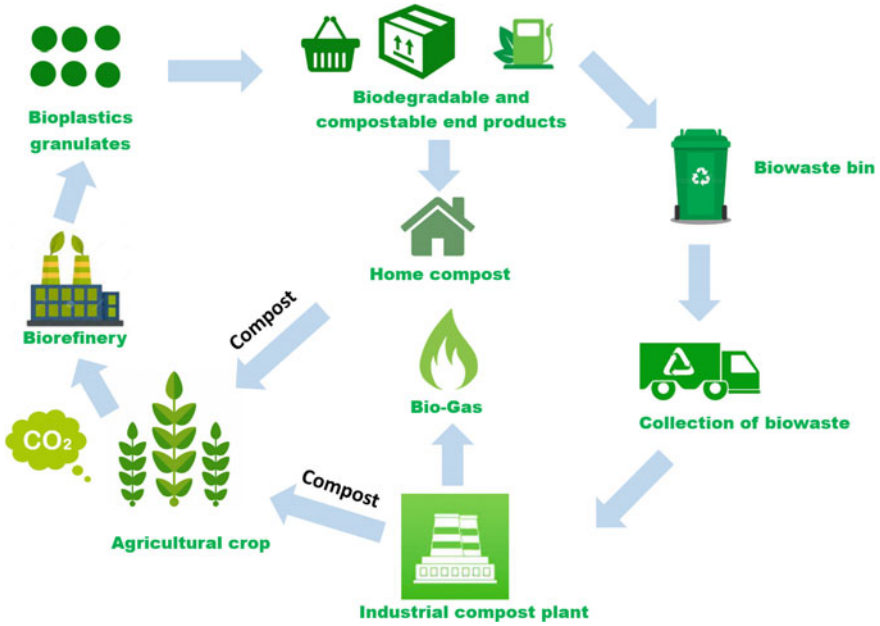 Bioplastics
granulates
Biodegradable and
compostable end products
Biowaste bin
Home compost
Biorefinery
Compost
Bio-Gas
Collection of biowaste
CO₂
Compost
Agricultural crop
Industrial compost plant